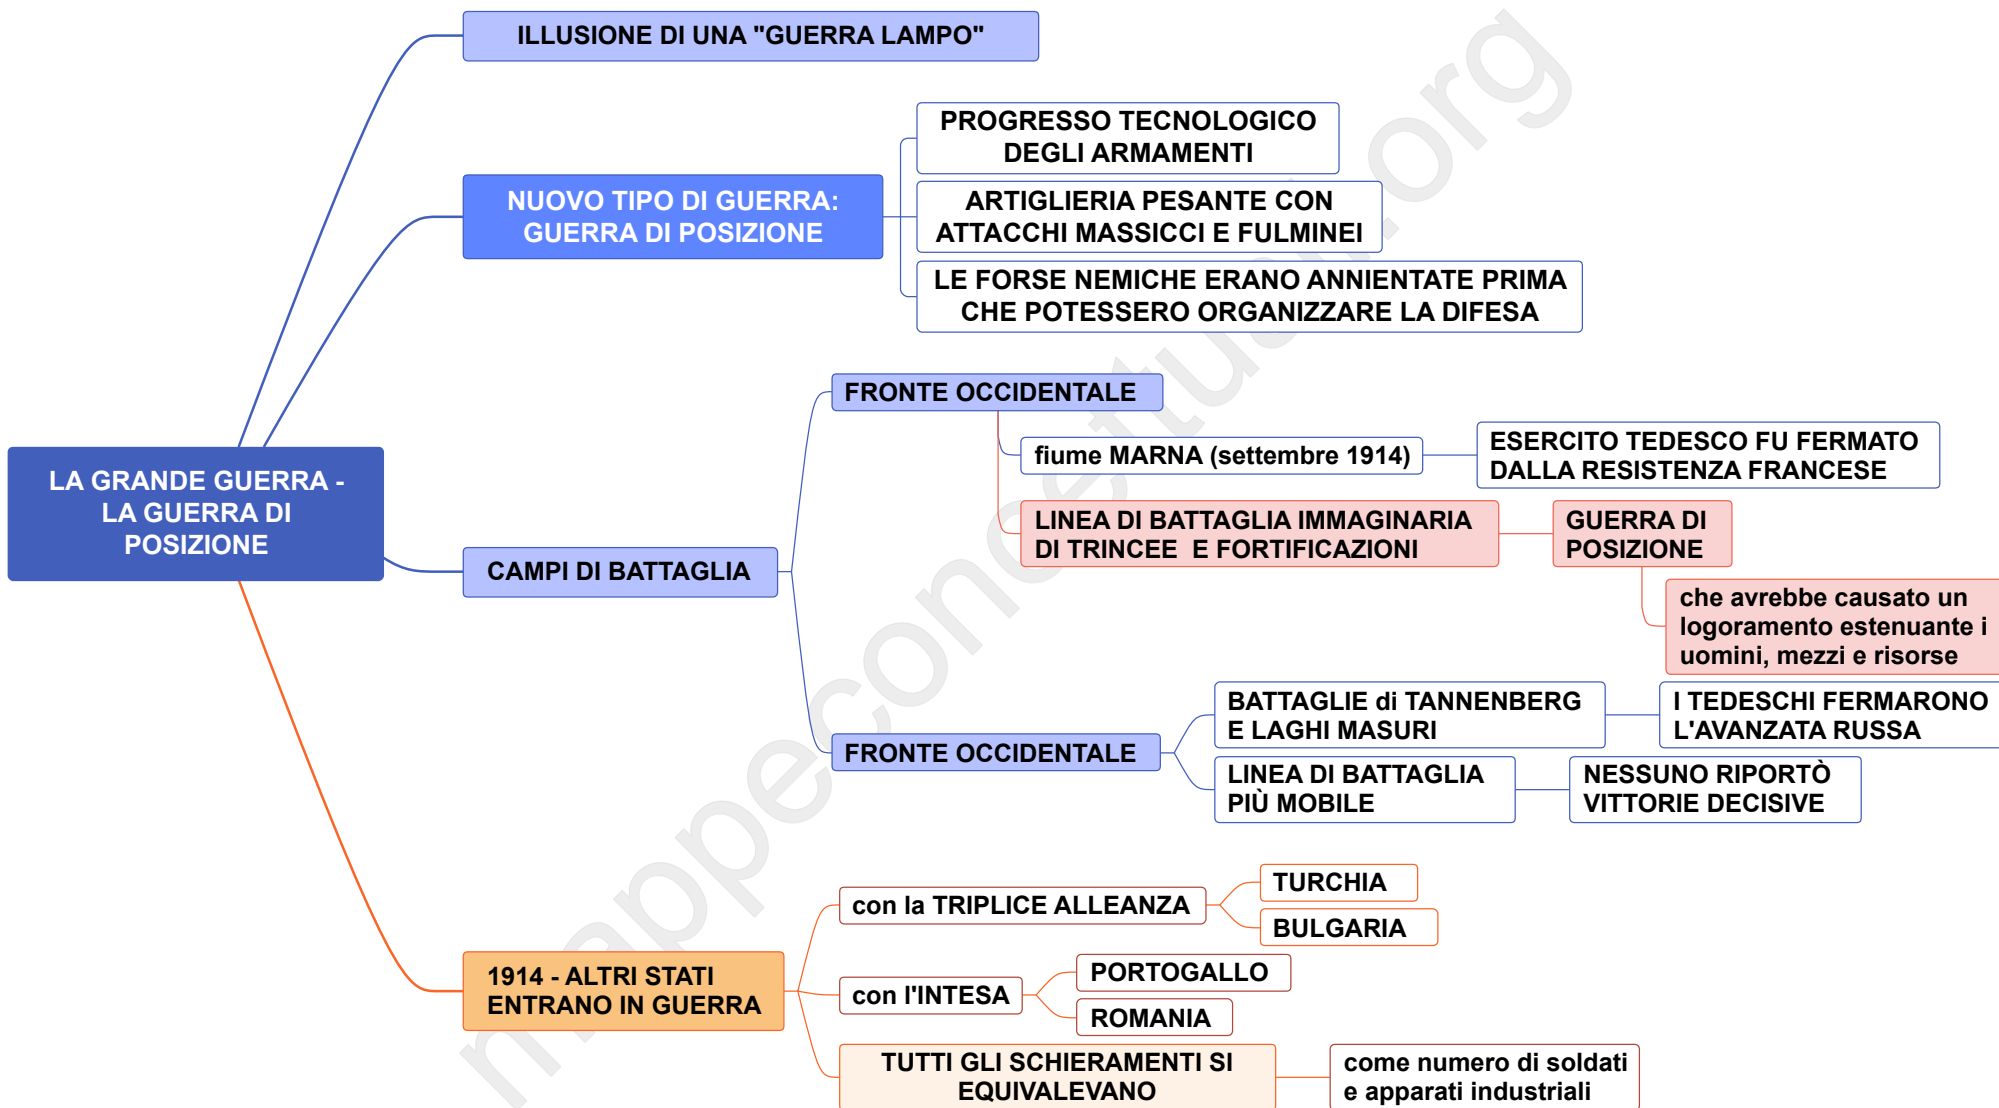 ILLUSIONE DI UNA "GUERRA LAMPO"
PROGRESSO TECNOLOGICO
DEGLI ARMAMENTI
NUOVO TIPO DI GUERRA:
GUERRA DI POSIZIONE
ARTIGLIERIA PESANTE CON
ATTACCHI MASSICCI E FULMINEI
LE FORSE NEMICHE ERANO ANNIENTATE PRIMA
CHE POTESSERO ORGANIZZARE LA DIFESA
LA GRANDE GUERRA -
LA GUERRA DI
POSIZIONE
CAMPI DI BATTAGLIA
FRONTE OCCIDENTALE
fiume MARNA (settembre 1914)
ESERCITO TEDESCO FU FERMATO
DALLA RESISTENZA FRANCESE
LINEA DI BATTAGLIA IMMAGINARIA
DI TRINCEE E FORTIFICAZIONI
GUERRA DI
POSIZIONE
che avrebbe causato un
logoramento estenuante i
uomini, mezzi e risorse
FRONTE OCCIDENTALE
BATTAGLIE di TANNENBERG
E LAGHI MASURI
I TEDESCHI FERMARONO
L'AVANZATA RUSSA
LINEA DI BATTAGLIA
PIÙ MOBILE
NESSUNO RIPORTÒ
VITTORIE DECISIVE
1914 - ALTRI STATI
ENTRANO IN GUERRA
con la TRIPLICE ALLEANZA
TURCHIA
BULGARIA
con l'INTESA
PORTOGALLO
ROMANIA
TUTTI GLI SCHIERAMENTI SI
EQUIVALEVANO
come numero di soldati
e apparati industriali
mappeconcettuali.org